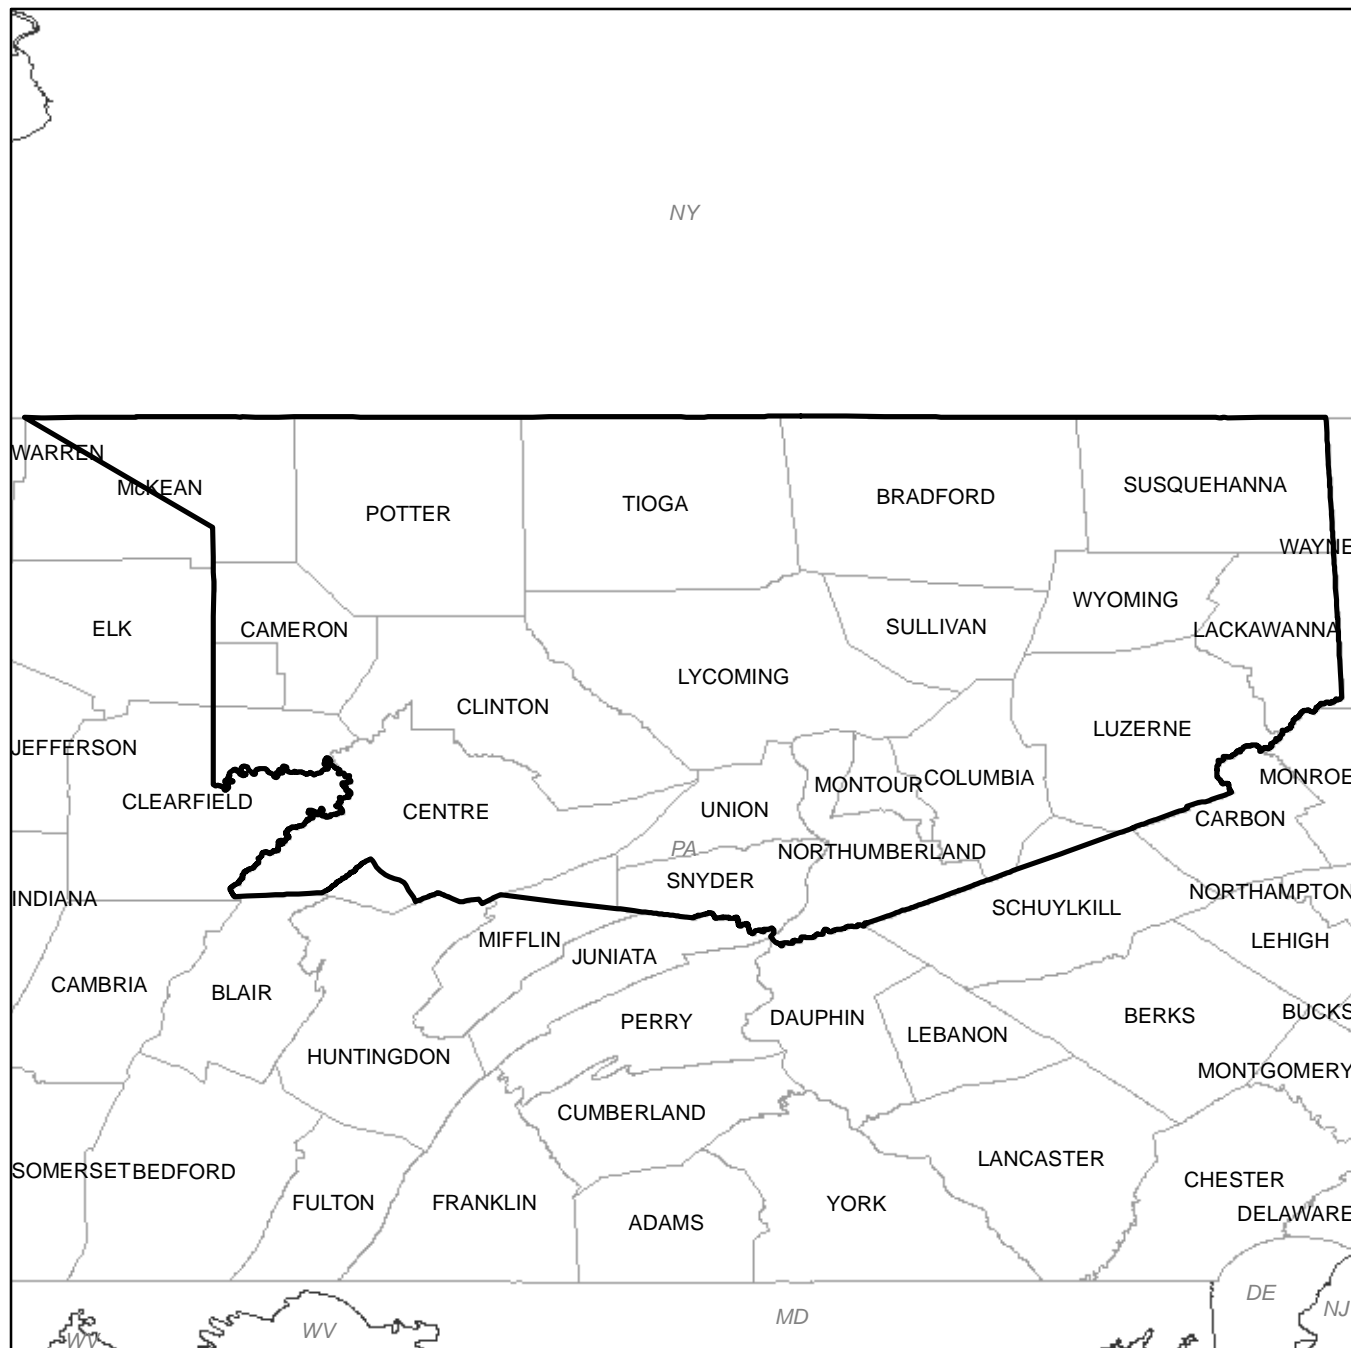 NY
WARREN
McKEAN
POTTER
TIOGA
BRADFORD
SUSQUEHANNA
WAYNE
ELK
CAMERON
SULLIVAN
WYOMING
LACKAWANNA
LYCOMING
CLINTON
LUZERNE
JEFFERSON
CLEARFIELD
CENTRE
UNION
MONTOUR
COLUMBIA
MONROE
CARBON
PA
NORTHUMBERLAND
SNYDER
INDIANA
SCHUYLKILL
NORTHAMPTON
MIFFLIN
JUNIATA
LEHIGH
CAMBRIA
BLAIR
PERRY
DAUPHIN
LEBANON
BERKS
BUCKS
HUNTINGDON
MONTGOMERY
CUMBERLAND
SOMERSET
BEDFORD
FULTON
FRANKLIN
ADAMS
YORK
LANCASTER
CHESTER
DELAWARE
WV
WV
MD
DE
NJ